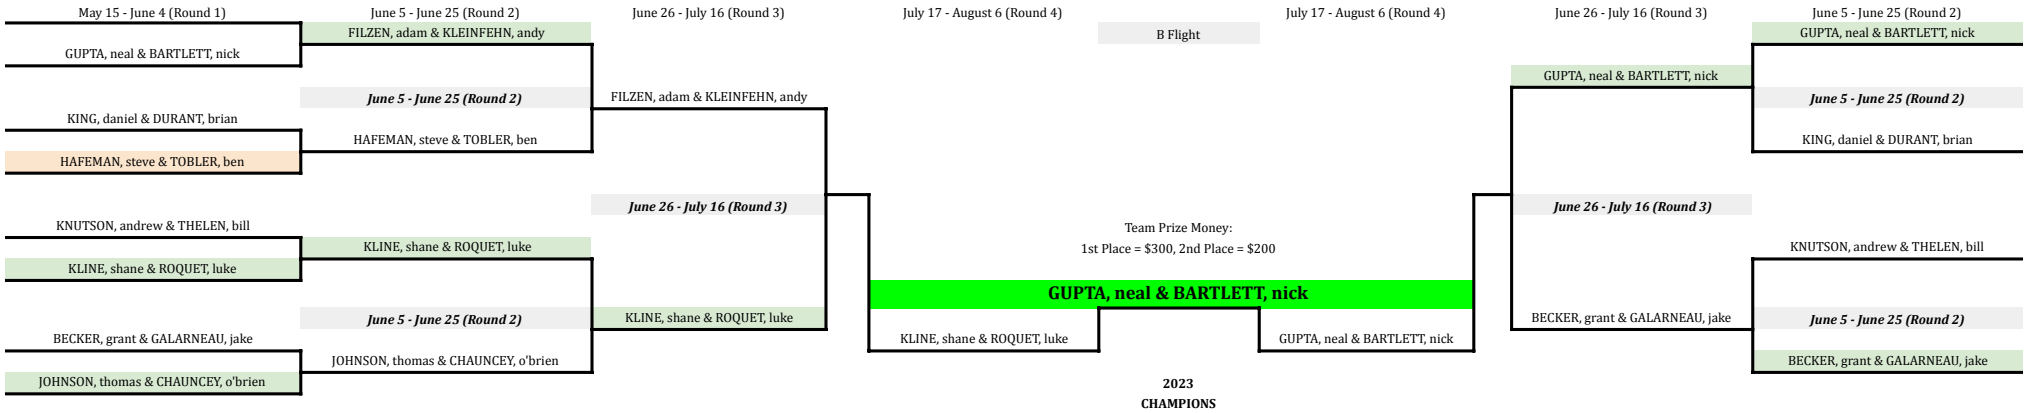 May 15 - June 4 (Round 1)
June 5 - June 25 (Round 2)
June 26 - July 16 (Round 3)
July 17 - August 6 (Round 4)
July 17 - August 6 (Round 4)
June 26 - July 16 (Round 3)
June 5 - June 25 (Round 2)
FILZEN, adam & KLEINFEHN, andy
B Flight
GUPTA, neal & BARTLETT, nick
GUPTA, neal & BARTLETT, nick
GUPTA, neal & BARTLETT, nick
June 5 - June 25 (Round 2)
FILZEN, adam & KLEINFEHN, andy
June 5 - June 25 (Round 2)
KING, daniel & DURANT, brian
HAFEMAN, steve & TOBLER, ben
KING, daniel & DURANT, brian
HAFEMAN, steve & TOBLER, ben
June 26 - July 16 (Round 3)
June 26 - July 16 (Round 3)
KNUTSON, andrew & THELEN, bill
Team Prize Money:
KLINE, shane & ROQUET, luke
1st Place = $300, 2nd Place = $200
KNUTSON, andrew & THELEN, bill
KLINE, shane & ROQUET, luke
GUPTA, neal & BARTLETT, nick
June 5 - June 25 (Round 2)
KLINE, shane & ROQUET, luke
BECKER, grant & GALARNEAU, jake
June 5 - June 25 (Round 2)
BECKER, grant & GALARNEAU, jake
KLINE, shane & ROQUET, luke
GUPTA, neal & BARTLETT, nick
JOHNSON, thomas & CHAUNCEY, o'brien
BECKER, grant & GALARNEAU, jake
JOHNSON, thomas & CHAUNCEY, o'brien
2023
CHAMPIONS